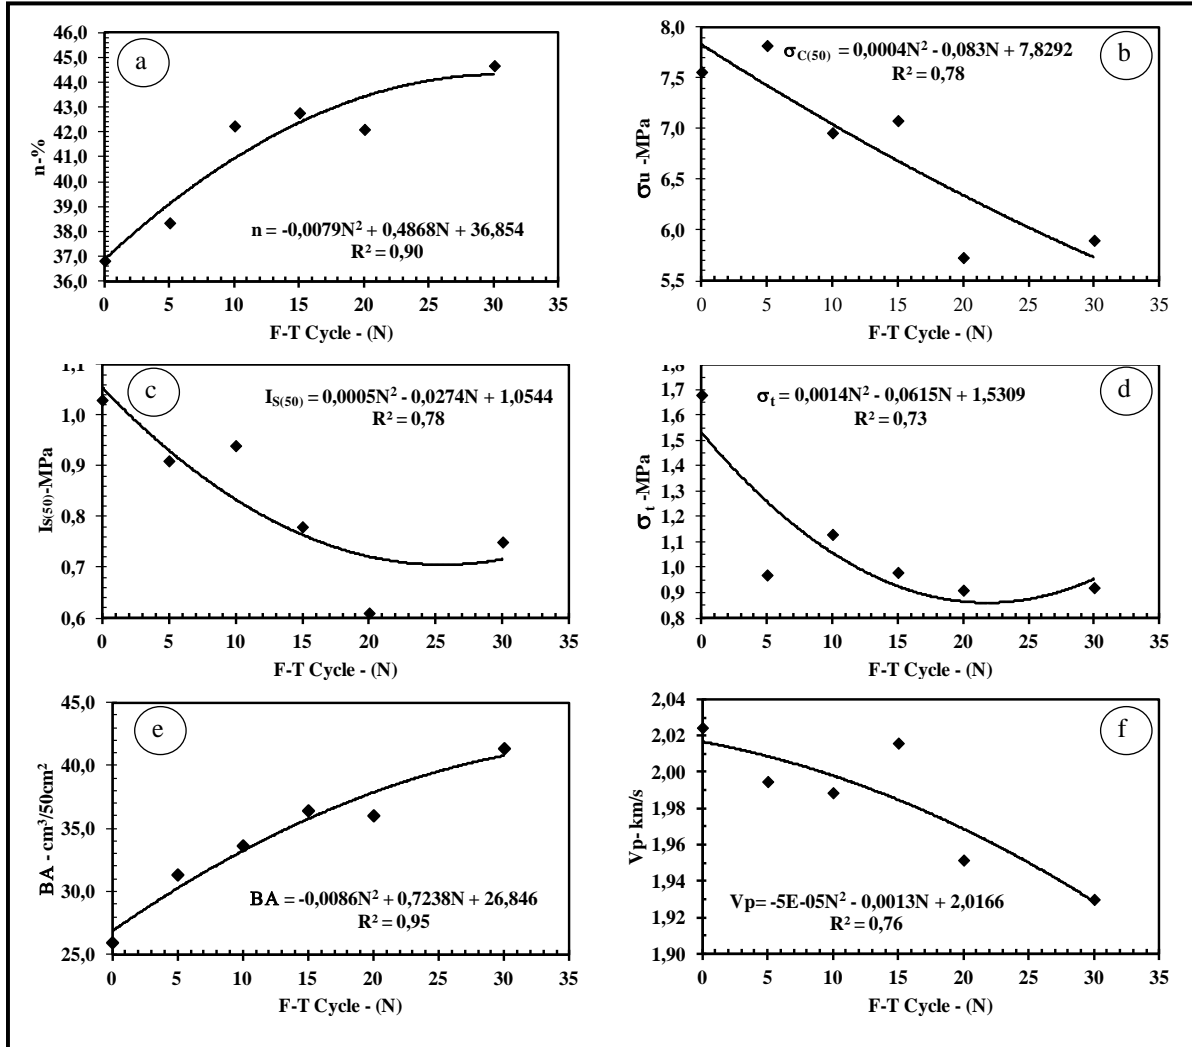 a
46,0
45,0
44,0
43,0
42,0
41,0
40,0
39,0
38,0
37,0
36,0
n-%
n = -0,0079N² + 0,4868N + 36,854
R² = 0,90
0 5 10 15 20 25 30 35
F-T Cycle - (N)
b
8,0
7,5
7,0
6,5
6,0
5,5
σu -MPa
σC(50) = 0,0004N² - 0,083N + 7,8292
R² = 0,78
0 5 10 15 20 25 30 35
F-T Cycle - (N)
c
1,1
1,0
0,9
0,8
0,7
0,6
Is(50)-MPa
IS(50) = 0,0005N² - 0,0274N + 1,0544
R² = 0,78
0 5 10 15 20 25 30 35
F-T Cycle - (N)
d
1,8
1,7
1,6
1,5
1,4
1,3
1,2
1,1
1,0
0,9
0,8
σt -MPa
σt = 0,0014N² - 0,0615N + 1,5309
R² = 0,73
0 5 10 15 20 25 30 35
F-T Cycle - (N)
e
45,0
40,0
35,0
30,0
25,0
BA - cm³/50cm²
BA = -0,0086N² + 0,7238N + 26,846
R² = 0,95
0 5 10 15 20 25 30 35
F-T Cycle - (N)
f
2,04
2,02
2,00
1,98
1,96
1,94
1,92
1,90
Vp- km/s
Vp= -5E-05N² - 0,0013N + 2,0166
R² = 0,76
0 5 10 15 20 25 30 35
F-T Cycle - (N)